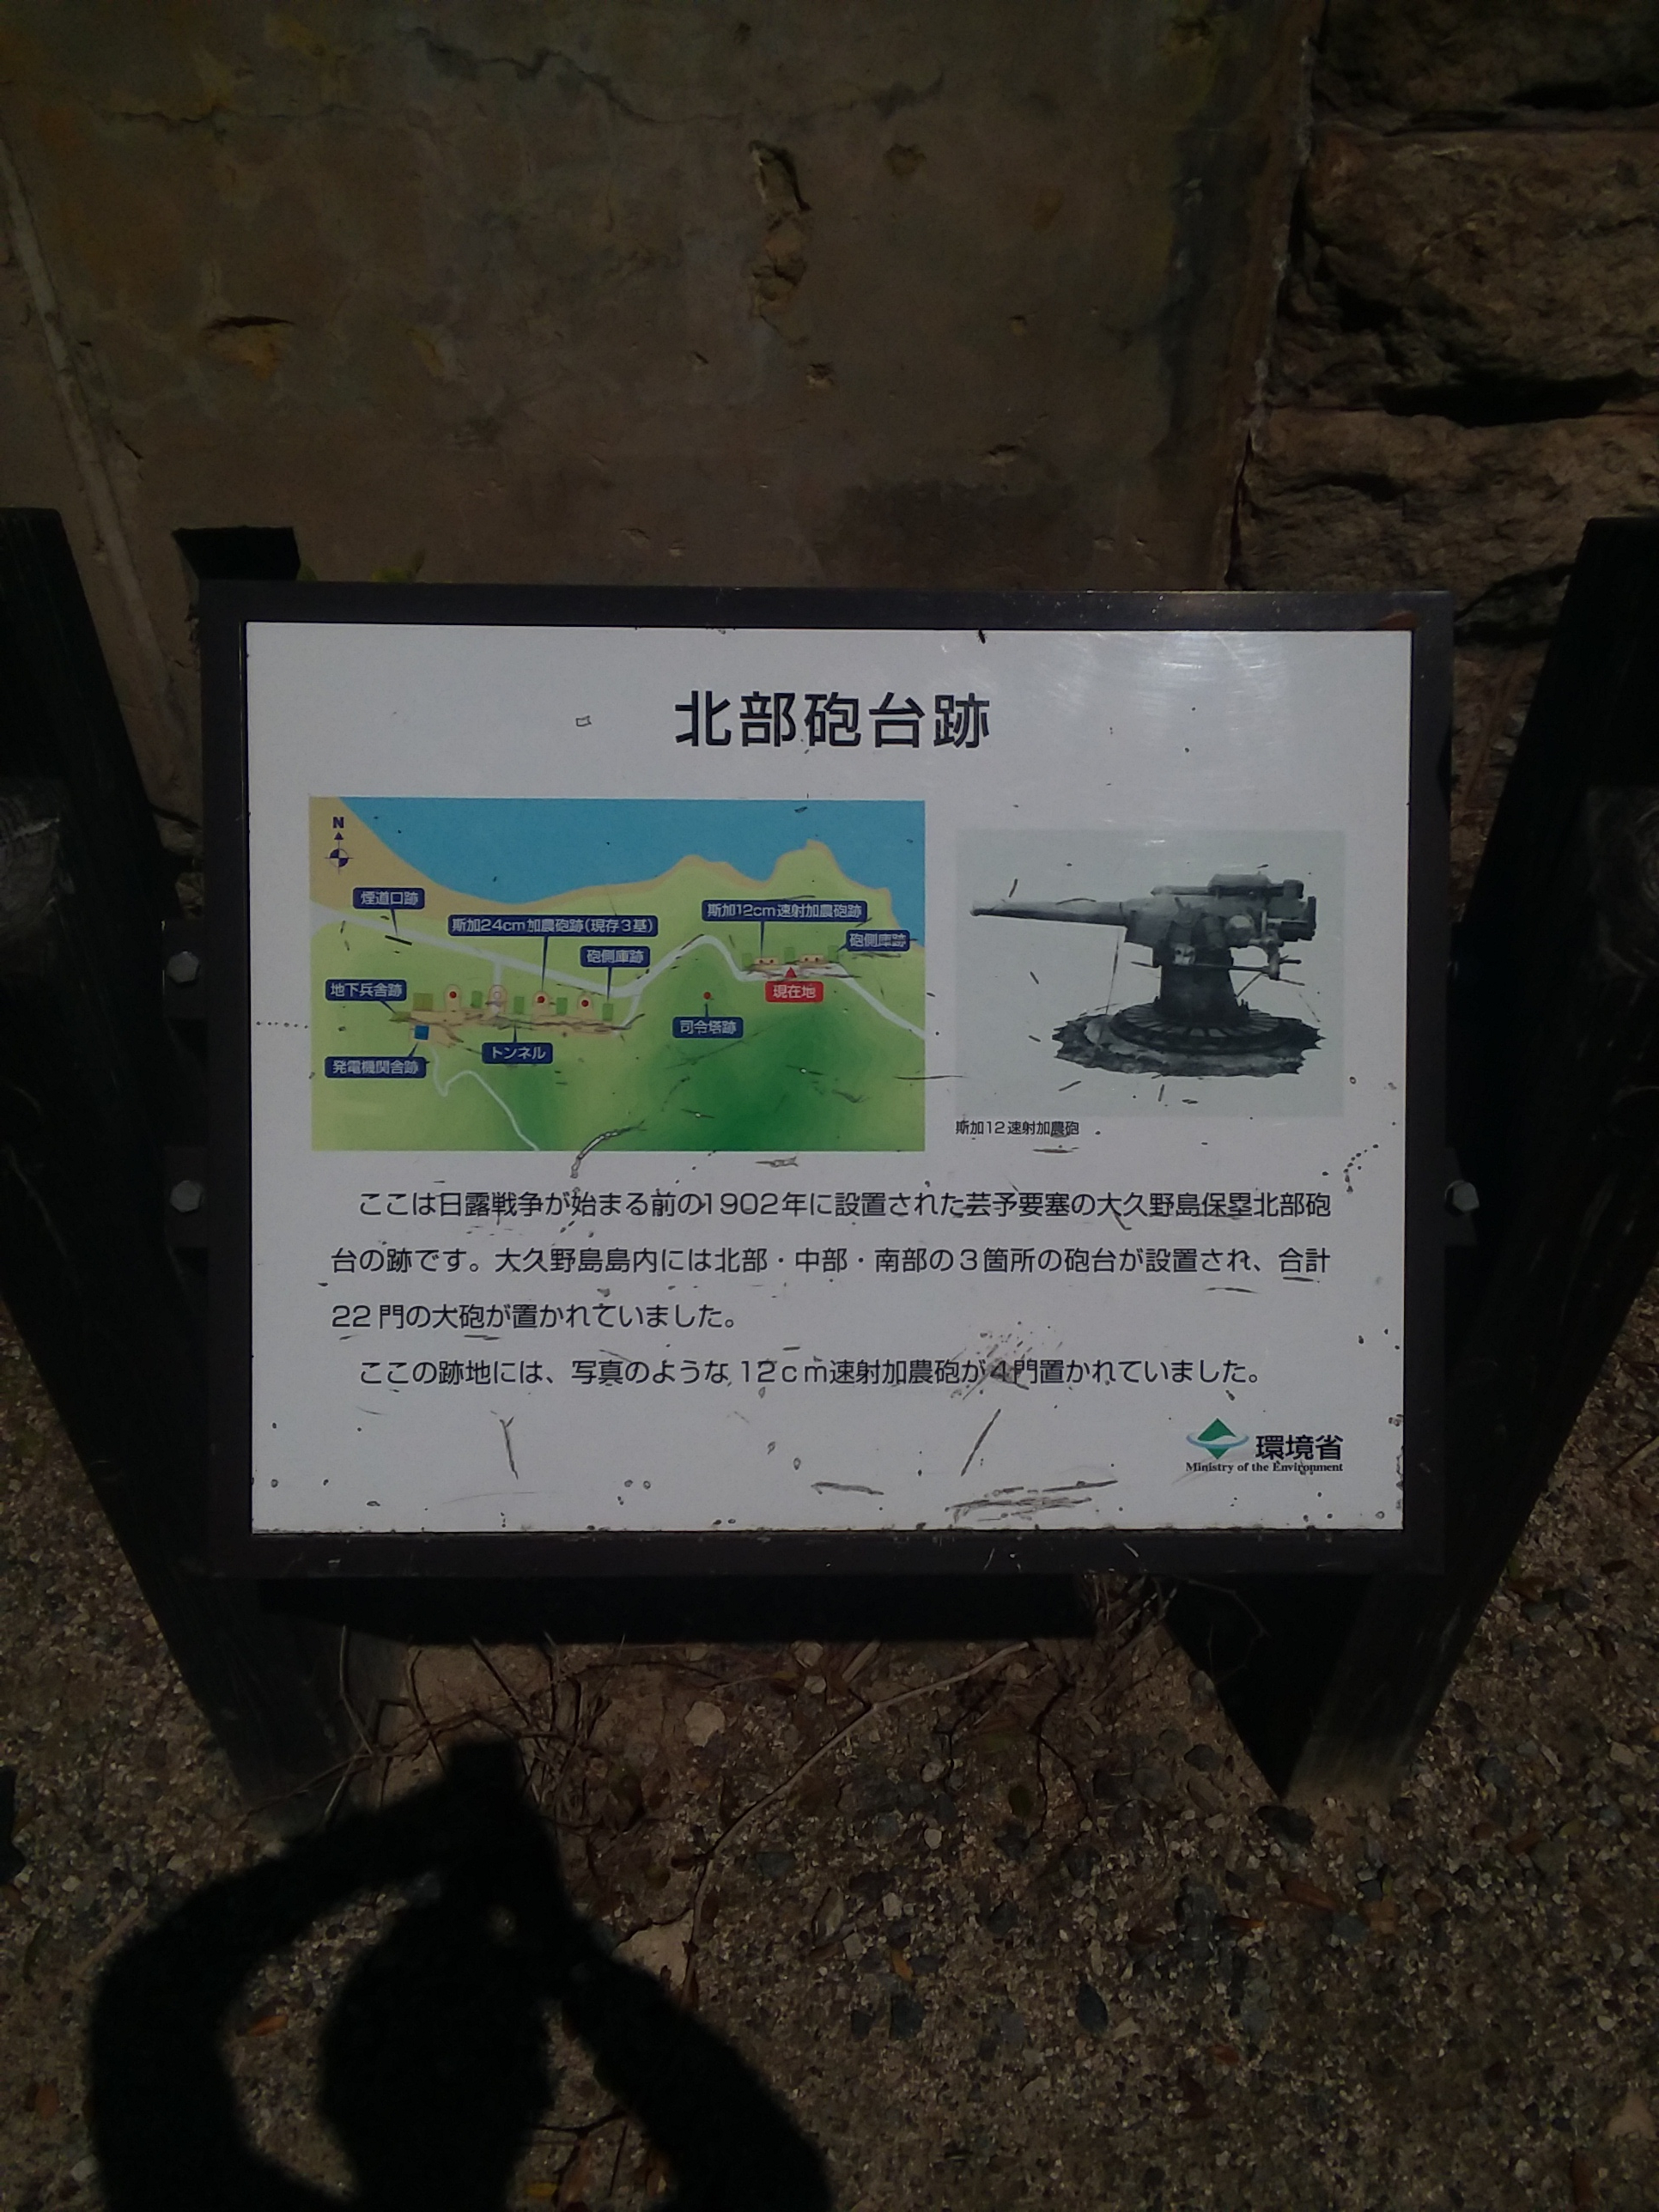 北部砲台跡
N
煙道口跡
斯加24cm加農砲跡(現存3基)
斯加12cm速射加農砲跡
砲側庫跡
砲側庫跡
地下兵舎跡
現在地
司令塔跡
トンネル
発電機関舎跡
斯加12速射加農砲
ここは日露戦争が始まる前の1902年に設置された芸予要塞の大久野島保塁北部砲
台の跡です。大久野島島内には北部・中部・南部の3箇所の砲台が設置され、合計
22門の大砲が置かれていました。
ここの跡地には、写真のような12cm速射加農砲が4門置かれていました。
環境省
Ministry of the Environment